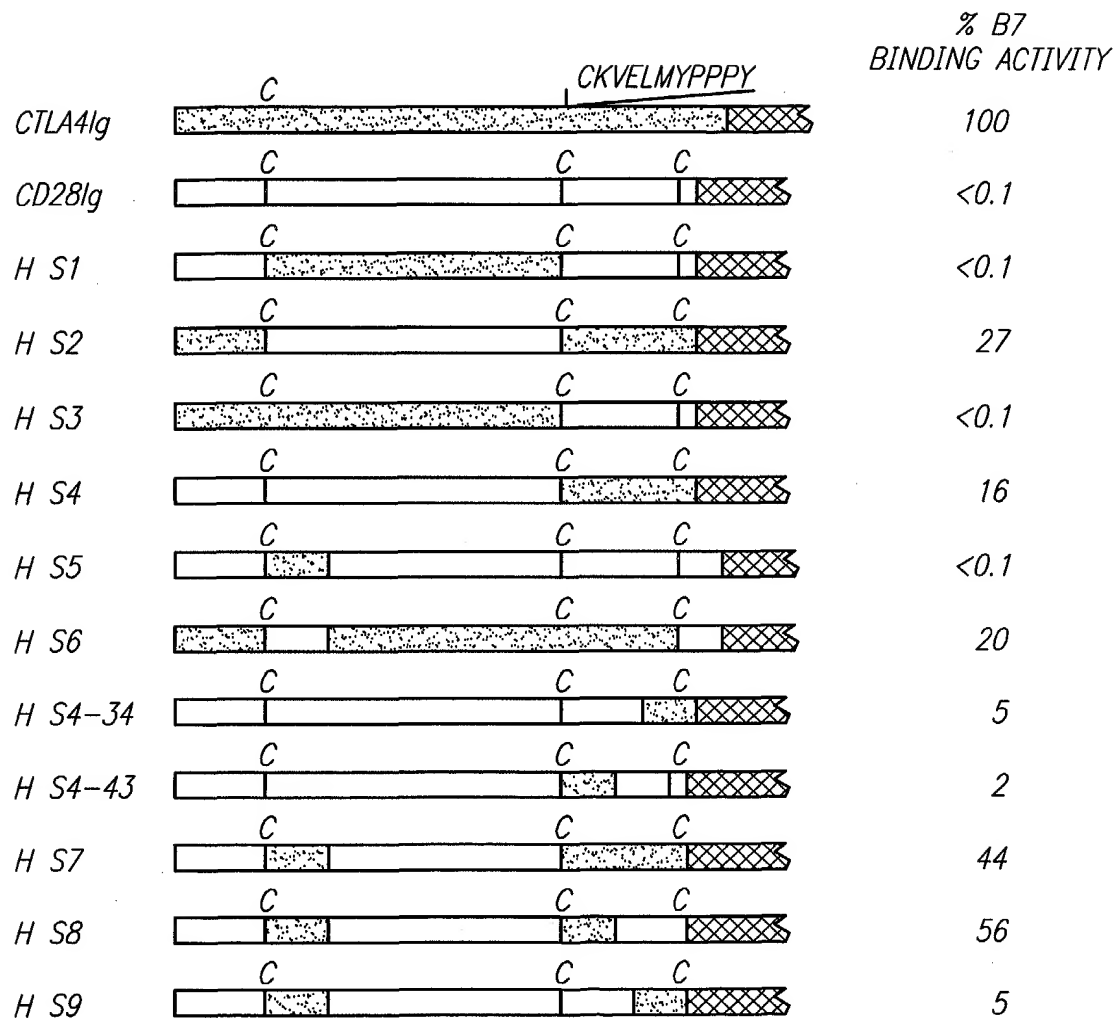 % B7
BINDING ACTIVITY
C CKVELMYPPPY
CTLA4Ig 100
C C
CD28Ig <0.1
C C C
H S1 <0.1
C C C
H S2 27
C C C
H S3 <0.1
C C C
H S4 16
C C C
H S5 <0.1
C C C
H S6 20
C C C
H S4-34 5
C C C
H S4-43 2
C C C
H S7 44
C C C
H S8 56
C C C
H S9 5